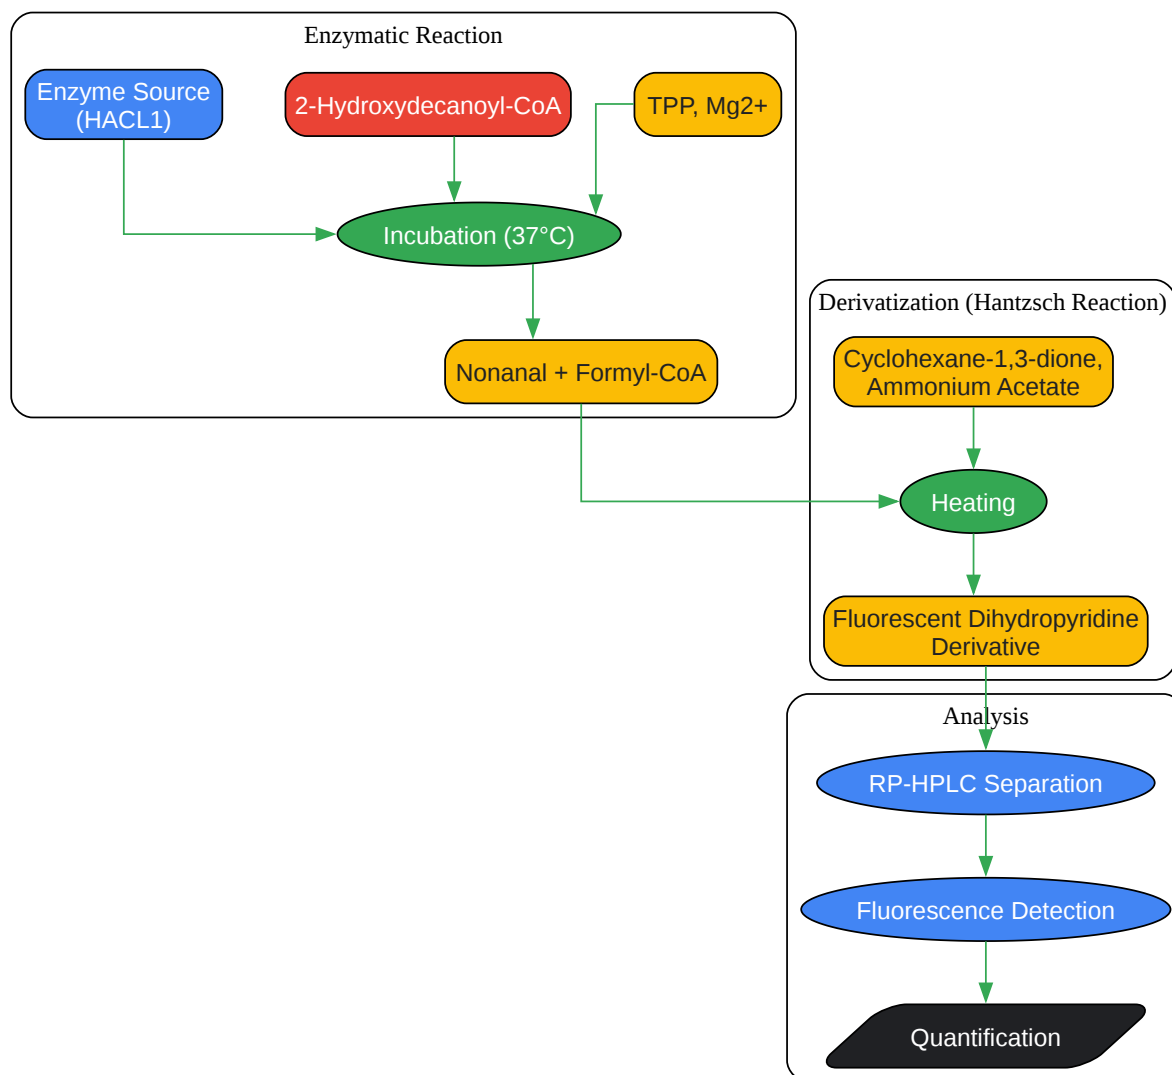 Enzymatic Reaction
Enzyme Source
(HACL1)
2-Hydroxydecanoyl-CoA
TPP, Mg2+
Incubation (37°C)
Nonanal + Formyl-CoA
Derivatization (Hantzsch Reaction)
Cyclohexane-1,3-dione,
Ammonium Acetate
Heating
Fluorescent Dihydropyridine
Derivative
Analysis
RP-HPLC Separation
Fluorescence Detection
Quantification